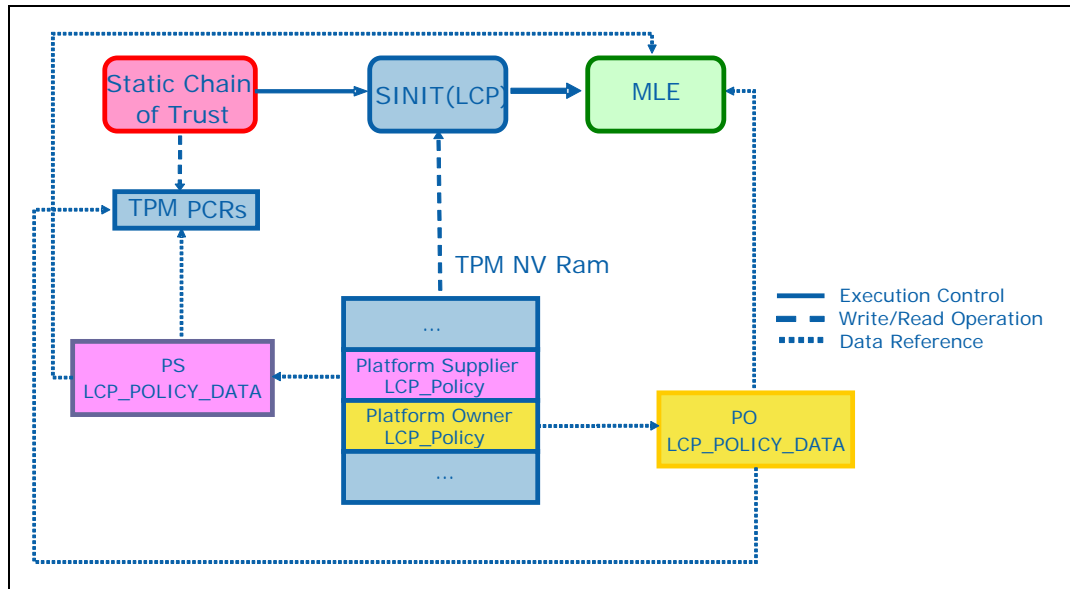 Static Chain
of Trust
SINIT(LCP)
MLE
TPM PCRs
TPM NV Ram
...
Platform Supplier
LCP_Policy
Platform Owner
LCP_Policy
...
PS
LCP_POLICY_DATA
PO
LCP_POLICY_DATA
Execution Control
Write/Read Operation
Data Reference